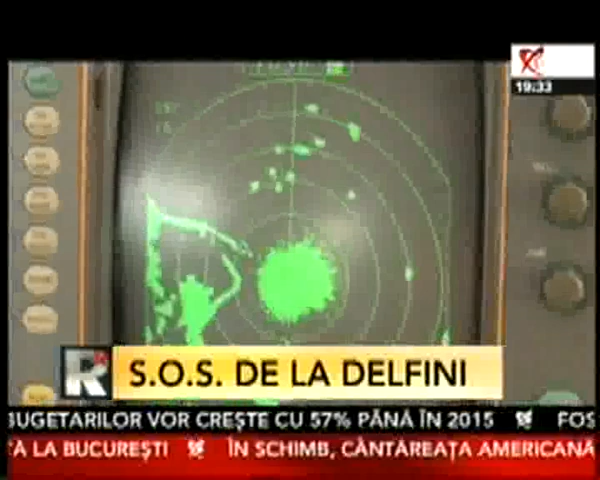 19:33
S.O.S. DE LA DELFINI
BUGETARILOR VOR CREȘTE CU 57% PÂNĂ ÎN 2015 FOS
A LA BUCUREȘTI ÎN SCHIMB, CÂNTĂREAȚA AMERICANĂ